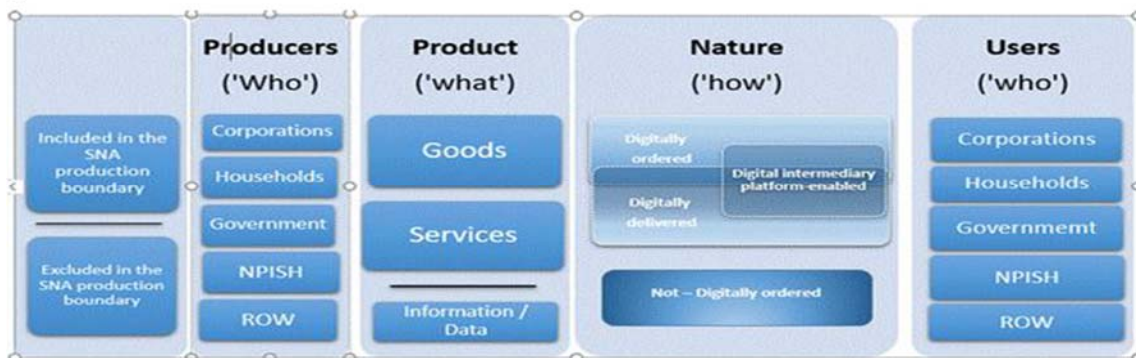 Included in the
SNA
production
boundary
Excluded in the
SNA production
boundary
Producers
('Who')
Corporations
Households
Government
NPISH
ROW
Product
('what')
Goods
Services
Information /
Data
Nature
('how')
Digitally
ordered
Digital intermediary
platform-enabled
Digitally
delivered
Not – Digitally ordered
Users
('who')
Corporations
Households
Governmemt
NPISH
ROW